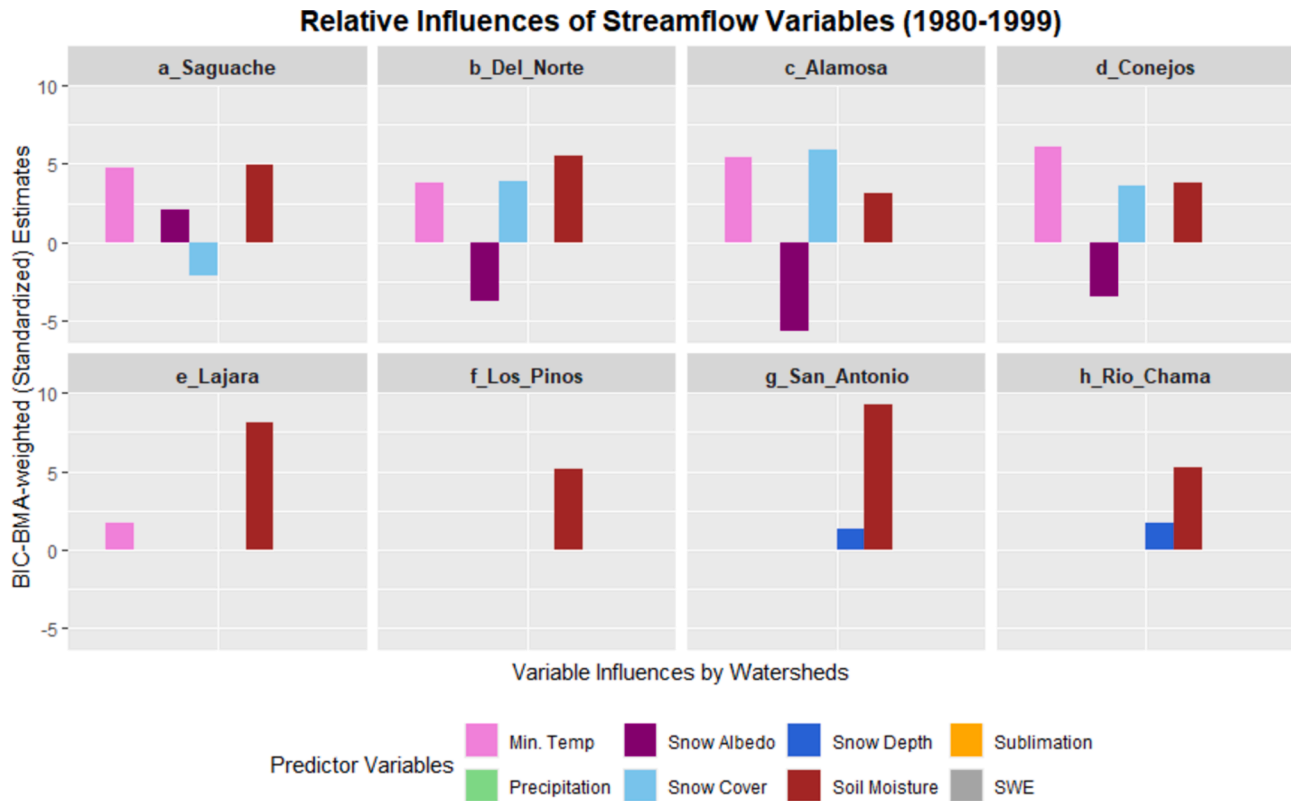 Relative Influences of Streamflow Variables (1980-1999)
a_Saguache
b_Del_Norte
c_Alamosa
d_Conejos
10
5
0
-5
e_Lajara
f_Los_Pinos
g_San_Antonio
h_Rio_Chama
10
5
0
-5
BIC-BMA-weighted (Standardized) Estimates
Variable Influences by Watersheds
Predictor Variables
Min. Temp
Snow Albedo
Snow Depth
Sublimation
Precipitation
Snow Cover
Soil Moisture
SWE